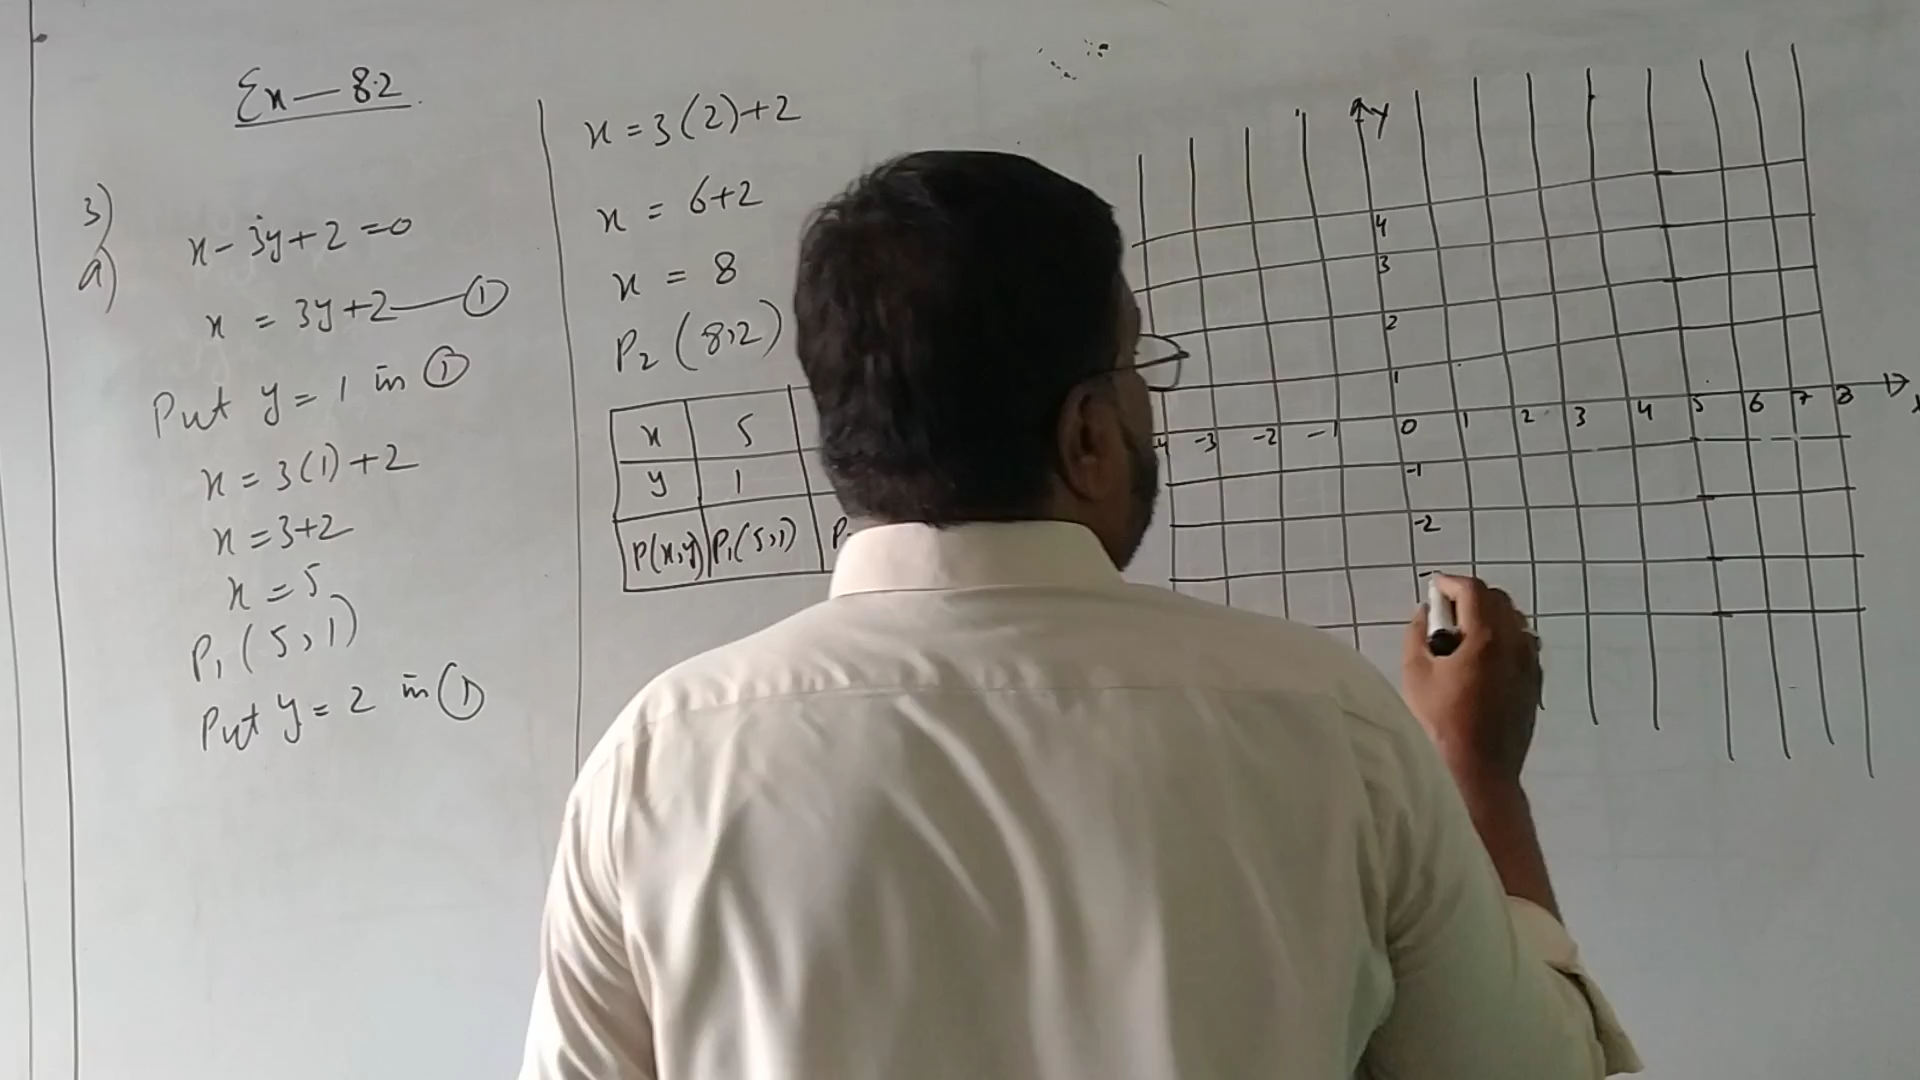 Ex — 8.2
3)
a)
x - 3y + 2 = 0
x = 3y + 2 — ①
Put y = 1 in ①
x = 3(1) + 2
x = 3+2
x = 5
P₁ (5, 1)
Put y = 2 in ①
x = 3(2)+2
x = 6+2
x = 8
P₂ (8,2)
x 5
y 1
P(x,y) P₁(5,1) P
Y
4
3
2
1
-4 -3 -2 -1 0 1 2 3 4 5 6 7 8
-1
-2